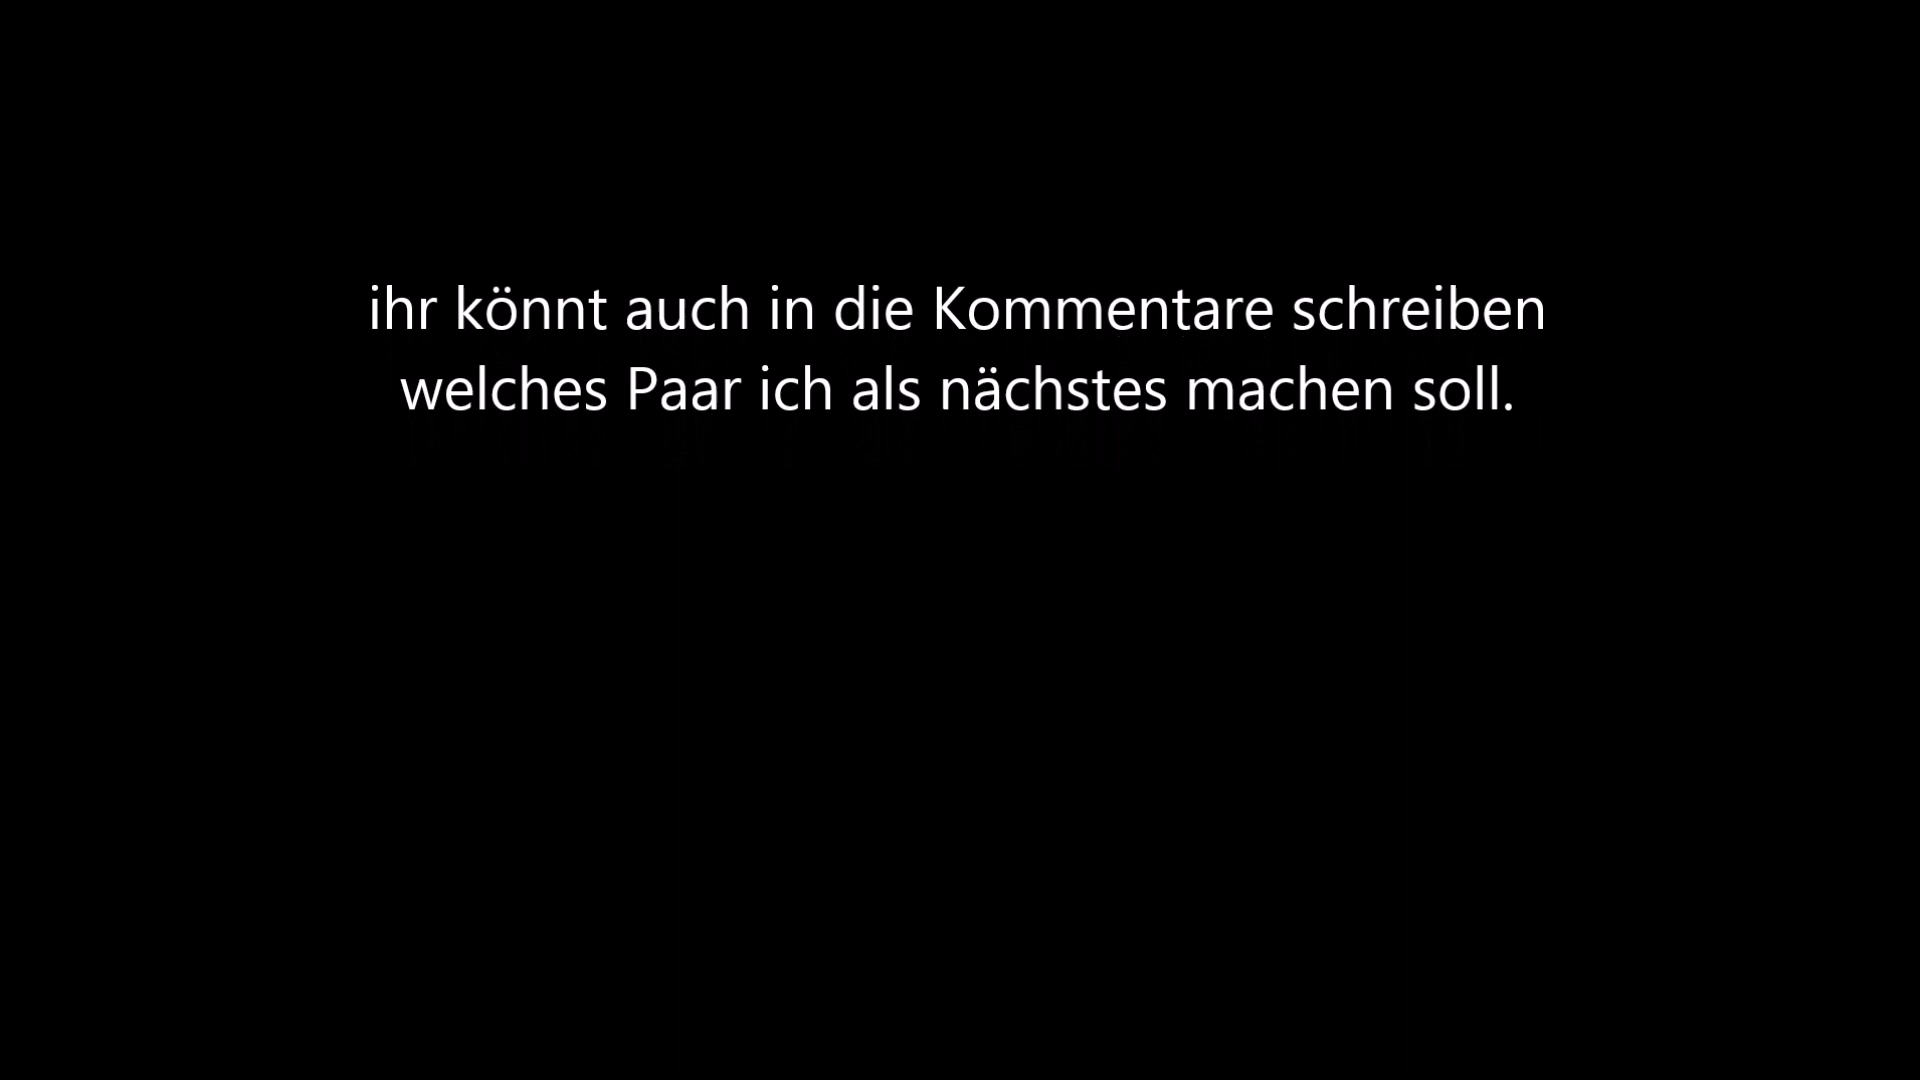 ihr könnt auch in die Kommentare schreiben
welches Paar ich als nächstes machen soll.